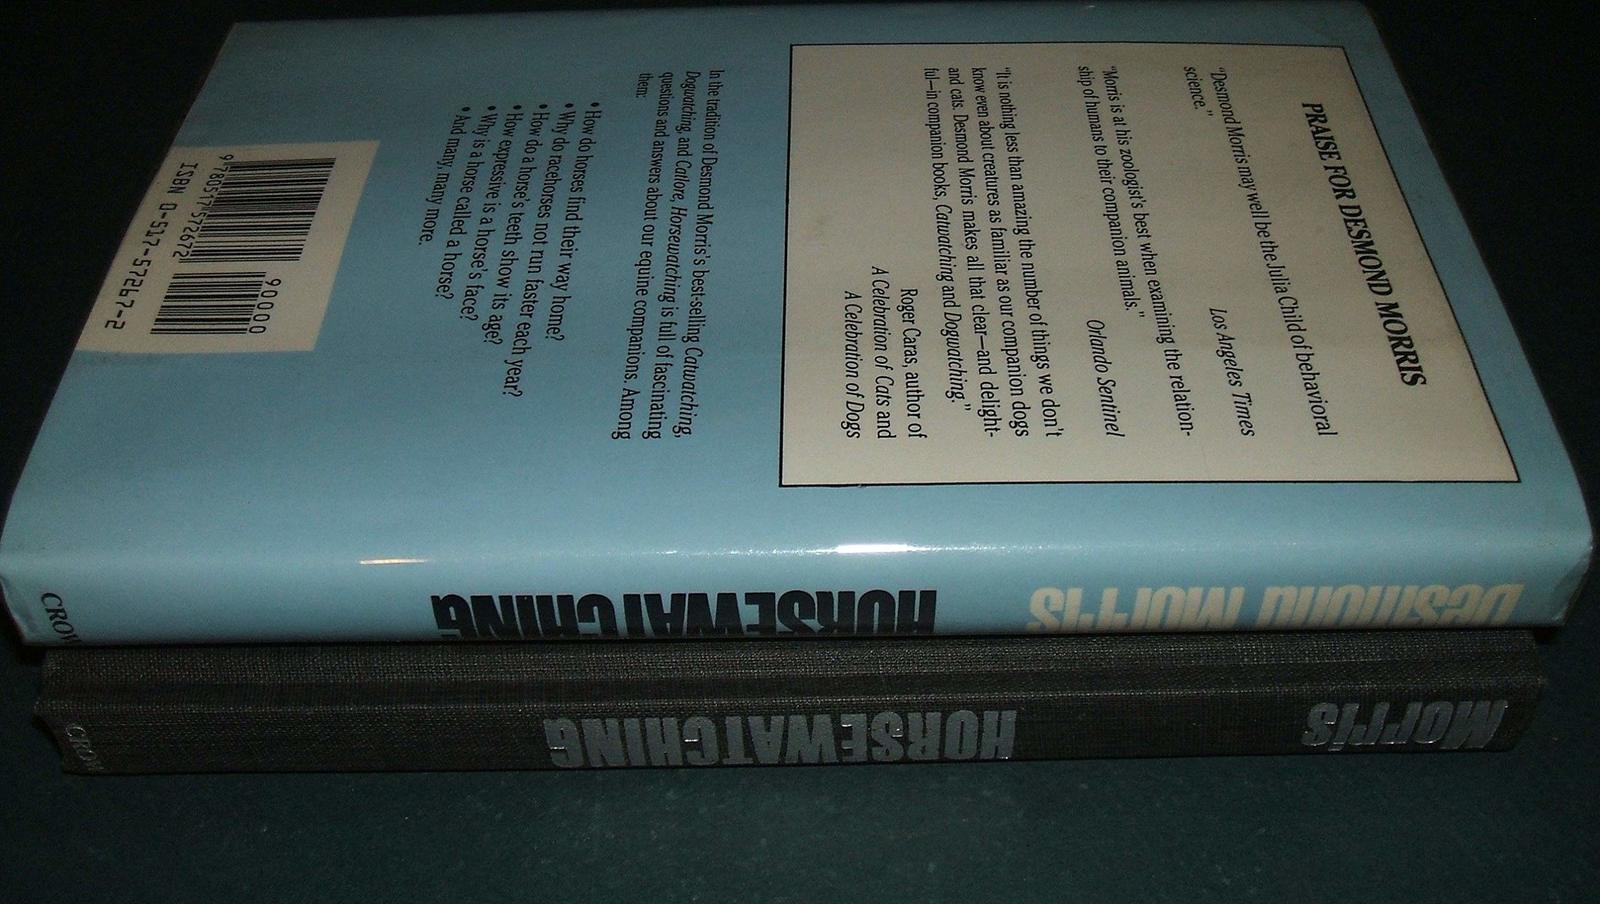 PRAISE FOR DESMOND MORRIS
"Desmond Morris may well be the Julia Child of behavioral
science."
Los Angeles Times
"Morris is at his zoologist's best when examining the relation-
ship of humans to their companion animals."
Orlando Sentinel
"It is nothing less than amazing the number of things we don't
know even about creatures as familiar as our companion dogs
and cats. Desmond Morris makes all that clear—and delight-
ful—in companion books, Catwatching and Dogwatching."
Roger Caras, author of
A Celebration of Cats and
A Celebration of Dogs
In the tradition of Desmond Morris's best-selling Catwatching,
Dogwatching, and Catlore, Horsewatching is full of fascinating
questions and answers about our equine companions. Among
them:
• How do horses find their way home?
• Why do racehorses not run faster each year?
• How do a horse's teeth show its age?
• How expressive is a horse's face?
• Why is a horse called a horse?
• And many, many more.
90000
9 780517 572672
ISBN 0-517-57267-2
Desmond Morris
HORSEWATCHING
CROW
Morris
HORSEWATCHING
CROW